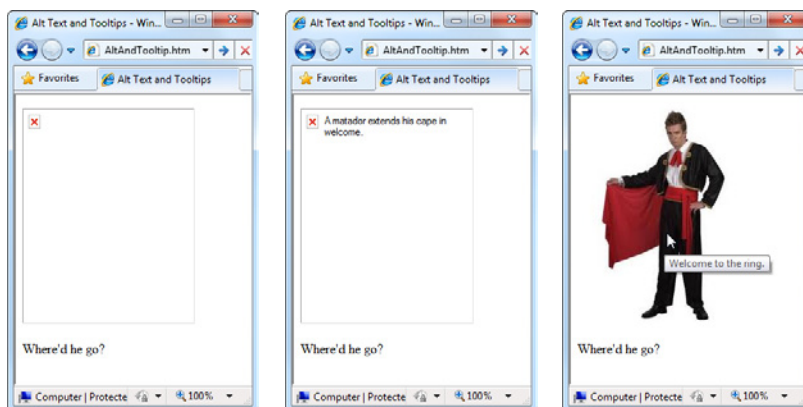 Alt Text and Tooltips - Win...
AltAndTooltip.htm
Favorites
Alt Text and Tooltips
Where'd he go?
Computer | Protecte
100%
Alt Text and Tooltips - Win...
AltAndTooltip.htm
Favorites
Alt Text and Tooltips
A matador extends his cape in
welcome.
Where'd he go?
Computer | Protecte
100%
Alt Text and Tooltips - Win...
AltAndTooltip.htm
Favorites
Alt Text and Tooltips
Welcome to the ring.
Where'd he go?
Computer | Protecte
100%